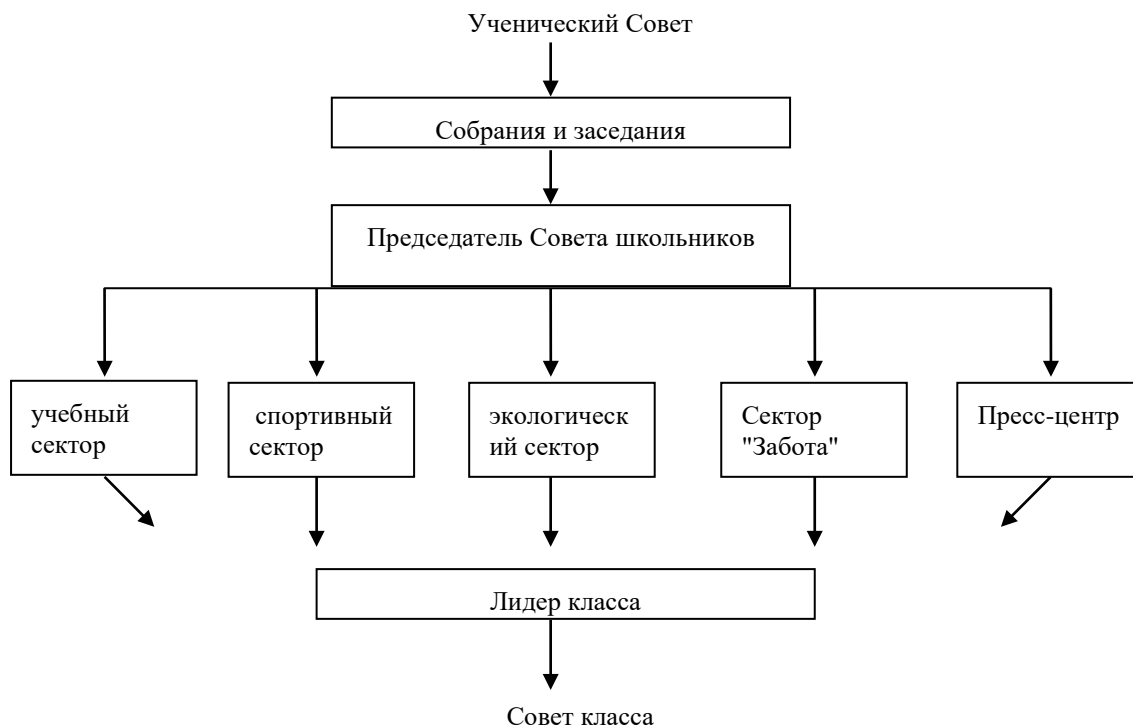 Ученический Совет
Собрания и заседания
Председатель Совета школьников
учебный
сектор
спортивный
сектор
экологическ
ий сектор
Сектор
"Забота"
Пресс-центр
Лидер класса
Совет класса